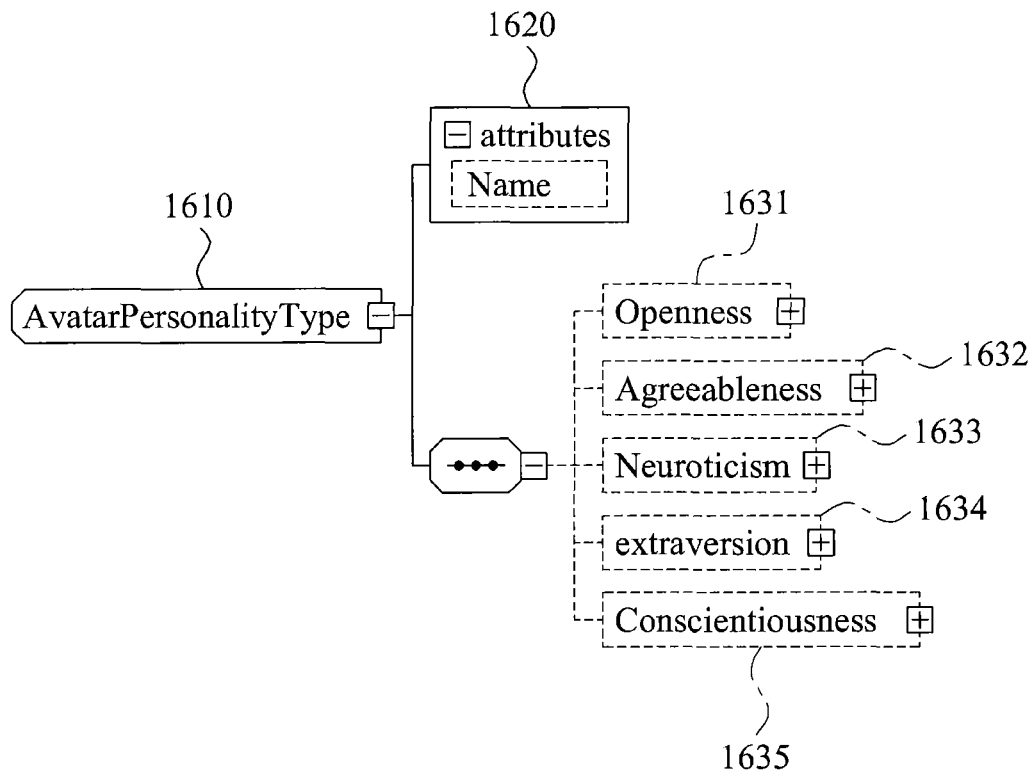 1620
attributes
Name
1610
AvatarPersonalityType
1631
Openness
1632
Agreeableness
1633
Neuroticism
1634
extraversion
Conscientiousness
1635